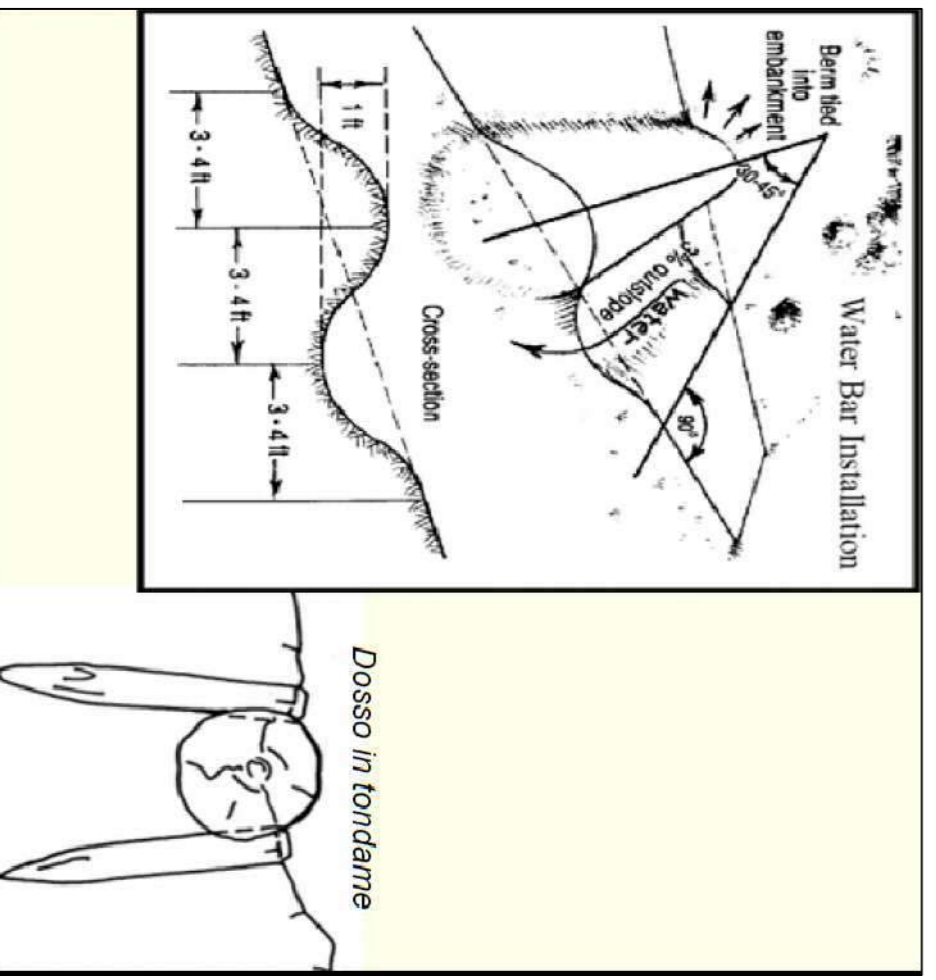 Water Bar Installation
Berm tied
into
embankment
30-45°
90°
3% outslope
water
Cross-section
1 ft
3-4 ft
3-4 ft
3-4 ft
Dosso in tondame